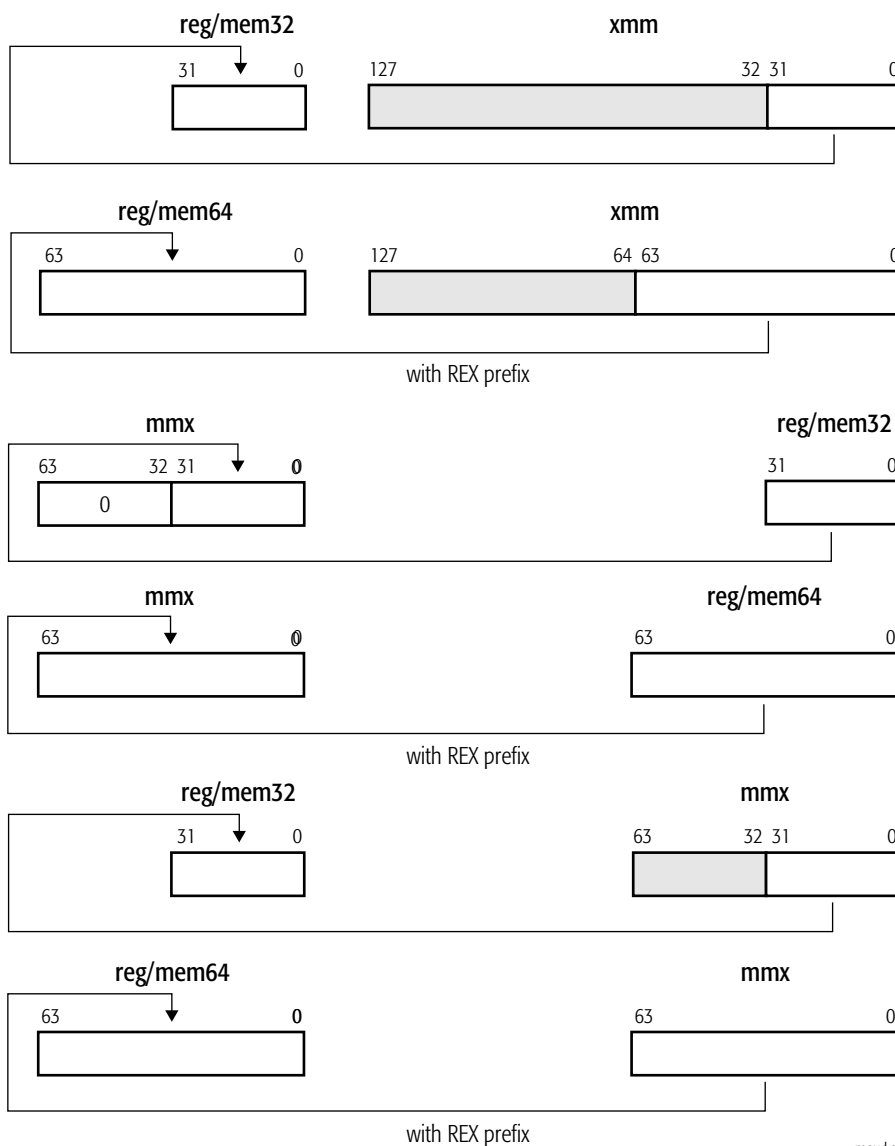 reg/mem32 xmm
31 0 127 32 31 0
reg/mem64 xmm
63 0 127 64 63 0
with REX prefix
mmx reg/mem32
63 32 31 0 31 0
0
mmx reg/mem64
63 0 63 0
with REX prefix
reg/mem32 mmx
31 0 63 32 31 0
reg/mem64 mmx
63 0 63 0
with REX prefix